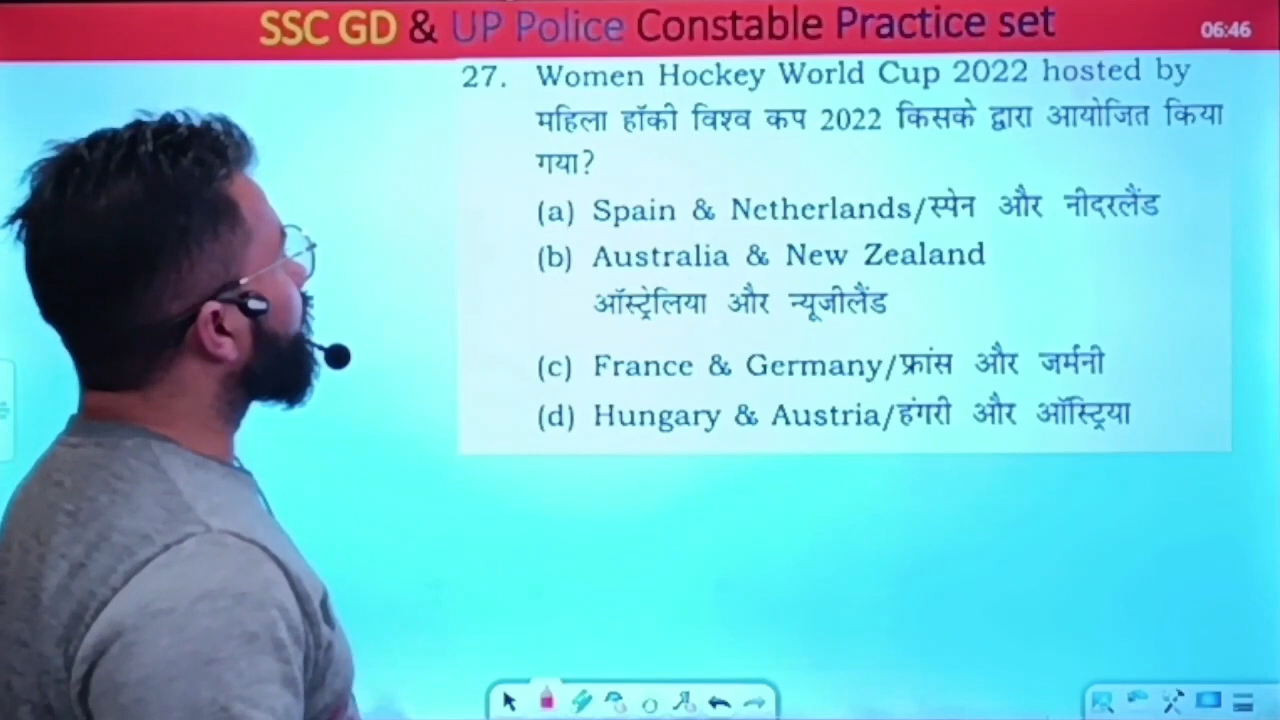 SSC GD & UP Police Constable Practice set
06:46
27. Women Hockey World Cup 2022 hosted by
महिला हॉकी विश्व कप 2022 किसके द्वारा आयोजित किया
गया?
(a) Spain & Netherlands/स्पेन और नीदरलैंड
(b) Australia & New Zealand
ऑस्ट्रेलिया और न्यूजीलैंड
(c) France & Germany/फ्रांस और जर्मनी
(d) Hungary & Austria/हंगरी और ऑस्ट्रिया